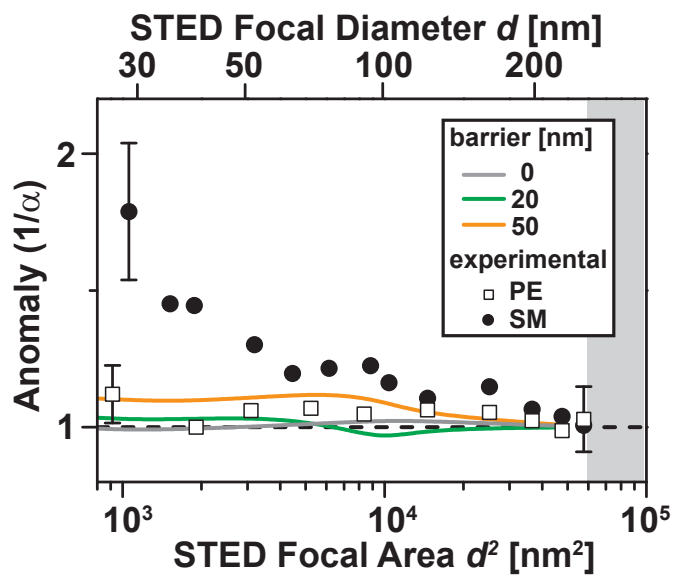 STED Focal Diameter d [nm]
30 50 100 200
2
1
Anomaly (1/α)
barrier [nm]
0
20
50
experimental
PE
SM
10³ 10⁴ 10⁵
STED Focal Area d² [nm²]